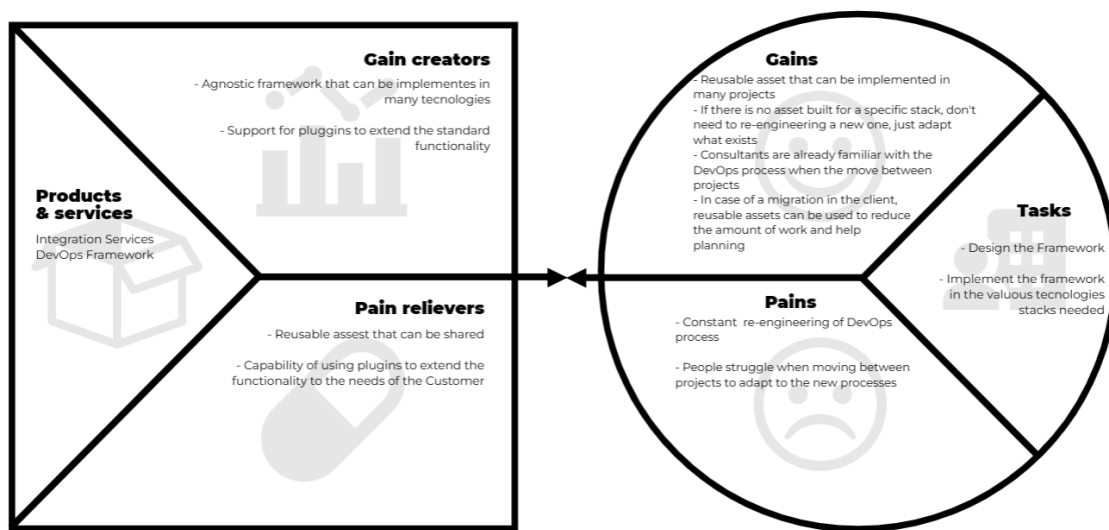 Gain creators
- Agnostic framework that can be implementes in
many tecnologies
- Support for pluggins to extend the standard
functionality
Products
& services
Integration Services
DevOps Framework
Pain relievers
- Reusable assest that can be shared
- Capability of using plugins to extend the
functionality to the needs of the Customer
Gains
- Reusable asset that can be implemented in
many projects
- If there is no asset built for a specific stack, don't
need to re-engineering a new one, just adapt
what exists
- Consultants are already familiar with the
DevOps process when the move between
projects
- In case of a migration in the client,
reusable assets can be used to reduce
the amount of work and help
planning
Tasks
- Design the Framework
- Implement the framework
in the valuous tecnologies
stacks needed
Pains
- Constant re-engineering of DevOps
process
- People struggle when moving between
projects to adapt to the new processes